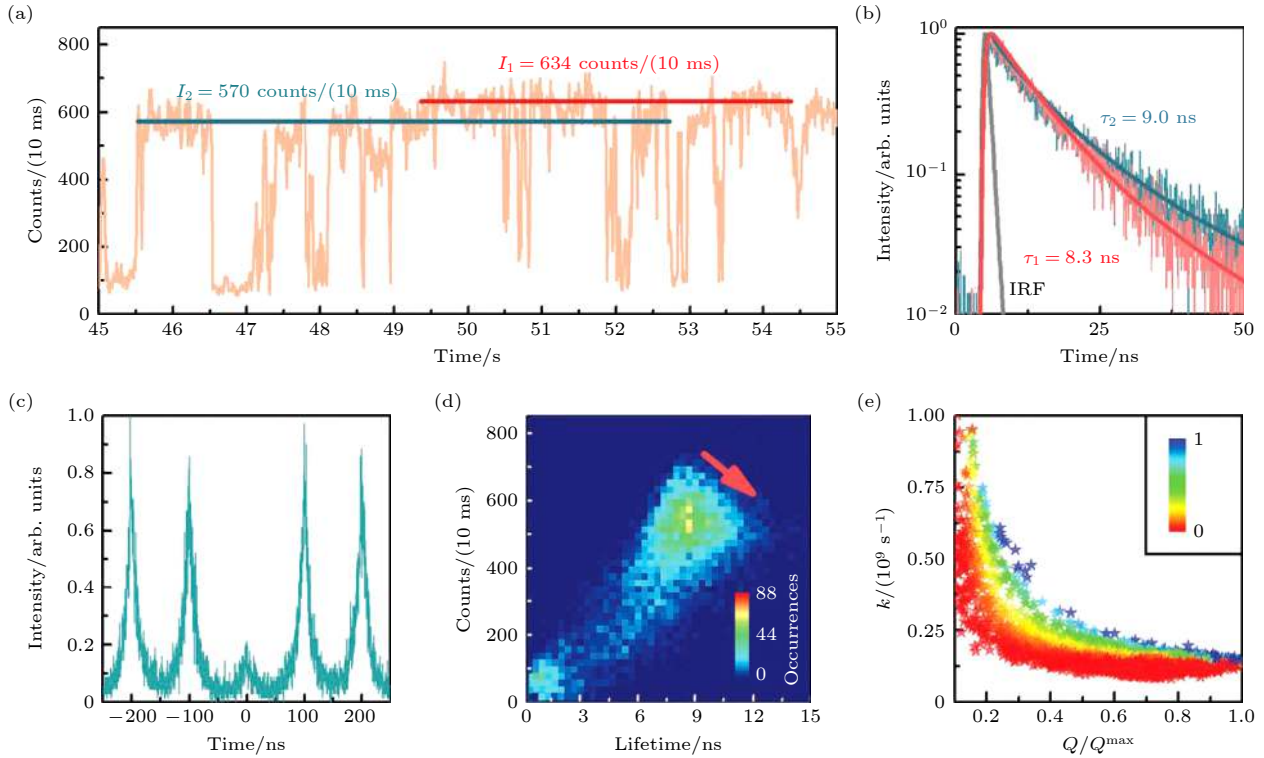 (a)
800
600
400
200
0
Counts/(10 ms)
I₁ = 634 counts/(10 ms)
I₂ = 570 counts/(10 ms)
45 46 47 48 49 50 51 52 53 54 55
Time/s
(b)
10⁰
10⁻¹
10⁻²
Intensity/arb. units
τ₂ = 9.0 ns
τ₁ = 8.3 ns
IRF
0 25 50
Time/ns
(c)
1.0
0.8
0.6
0.4
0.2
0
Intensity/arb. units
−200 −100 0 100 200
Time/ns
(d)
800
600
400
200
0
Counts/(10 ms)
88
44
0
Occurrences
0 3 6 9 12 15
Lifetime/ns
(e)
1.00
0.75
0.50
0.25
0
k/(10⁹ s⁻¹)
1
0
0.2 0.4 0.6 0.8 1.0
Q/Qᵐᵃˣ